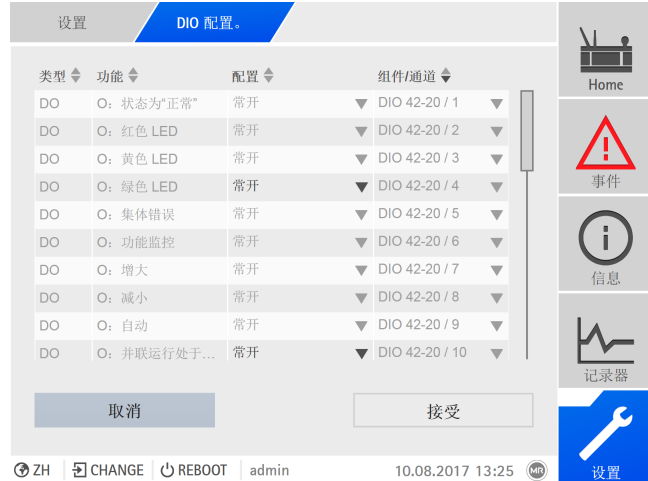 设置 DIO 配置。
Home
类型 功能 配置 组件/通道
DO O：状态为“正常” 常开 DIO 42-20 / 1
DO O：红色 LED 常开 DIO 42-20 / 2
DO O：黄色 LED 常开 DIO 42-20 / 3
DO O：绿色 LED 常开 DIO 42-20 / 4
DO O：集体错误 常开 DIO 42-20 / 5
DO O：功能监控 常开 DIO 42-20 / 6
DO O：增大 常开 DIO 42-20 / 7
DO O：减小 常开 DIO 42-20 / 8
DO O：自动 常开 DIO 42-20 / 9
DO O：并联运行处于... 常开 DIO 42-20 / 10
事件
信息
记录器
设置
取消 接受
ZH CHANGE REBOOT admin 10.08.2017 13:25 MR